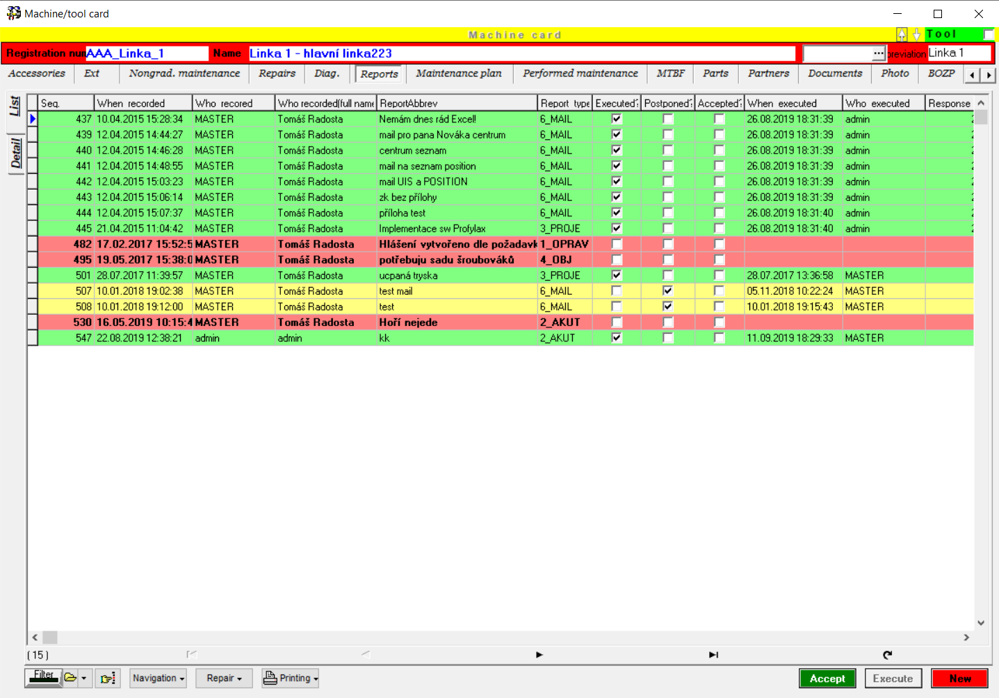 Machine/tool card
Machine card
Tool
Registration nun AAA_Linka_1 Name Linka 1 - hlavní linka223 ... breviation Linka 1
Accessories Ext Nongrad. maintenance Repairs Diag. Reports Maintenance plan Performed maintenance MTBF Parts Partners Documents Photo BOZP
List
Detail
Seq. When recorded Who recored Who recorded(full name ReportAbbrev Report type Executed? Postponed? Accepted? When executed Who executed Response
437 10.04.2015 15:28:34 MASTER Tomáš Radosta Nemám dnes rád Excel! 6_MAIL 26.08.2019 18:31:39 admin
439 12.04.2015 14:44:27 MASTER Tomáš Radosta mail pro pana Nováka centrum 6_MAIL 26.08.2019 18:31:39 admin
440 12.04.2015 14:46:28 MASTER Tomáš Radosta centrum seznam 6_MAIL 26.08.2019 18:31:39 admin
441 12.04.2015 14:48:55 MASTER Tomáš Radosta mail na seznam position 6_MAIL 26.08.2019 18:31:39 admin
442 12.04.2015 15:03:23 MASTER Tomáš Radosta mail UIS a POSITION 6_MAIL 26.08.2019 18:31:39 admin
443 12.04.2015 15:06:14 MASTER Tomáš Radosta zk bez přílohy 6_MAIL 26.08.2019 18:31:39 admin
444 12.04.2015 15:07:37 MASTER Tomáš Radosta příloha test 6_MAIL 26.08.2019 18:31:40 admin
445 21.04.2015 11:04:42 MASTER Tomáš Radosta Implementace sw Profylax 3_PROJE 26.08.2019 18:31:40 admin
482 17.02.2017 15:52:5 MASTER Tomáš Radosta Hlášení vytvořeno dle požadavk 1_OPRAV
495 19.05.2017 15:38:0 MASTER Tomáš Radosta potřebuju sadu šroubováků 4_OBJ
501 28.07.2017 11:39:57 MASTER Tomáš Radosta ucpaná tryska 3_PROJE 28.07.2017 13:36:58 MASTER
507 10.01.2018 19:02:38 MASTER Tomáš Radosta test mail 6_MAIL 05.11.2018 10:22:24 MASTER
508 10.01.2018 19:12:00 MASTER Tomáš Radosta test 6_MAIL 10.01.2018 19:15:43 MASTER
530 16.05.2019 10:15:4 MASTER Tomáš Radosta Hoří nejede 2_AKUT
547 22.08.2019 12:38:21 admin admin kk 2_AKUT 11.09.2019 18:29:33 MASTER
(15)
Filter Navigation Repair Printing Accept Execute New